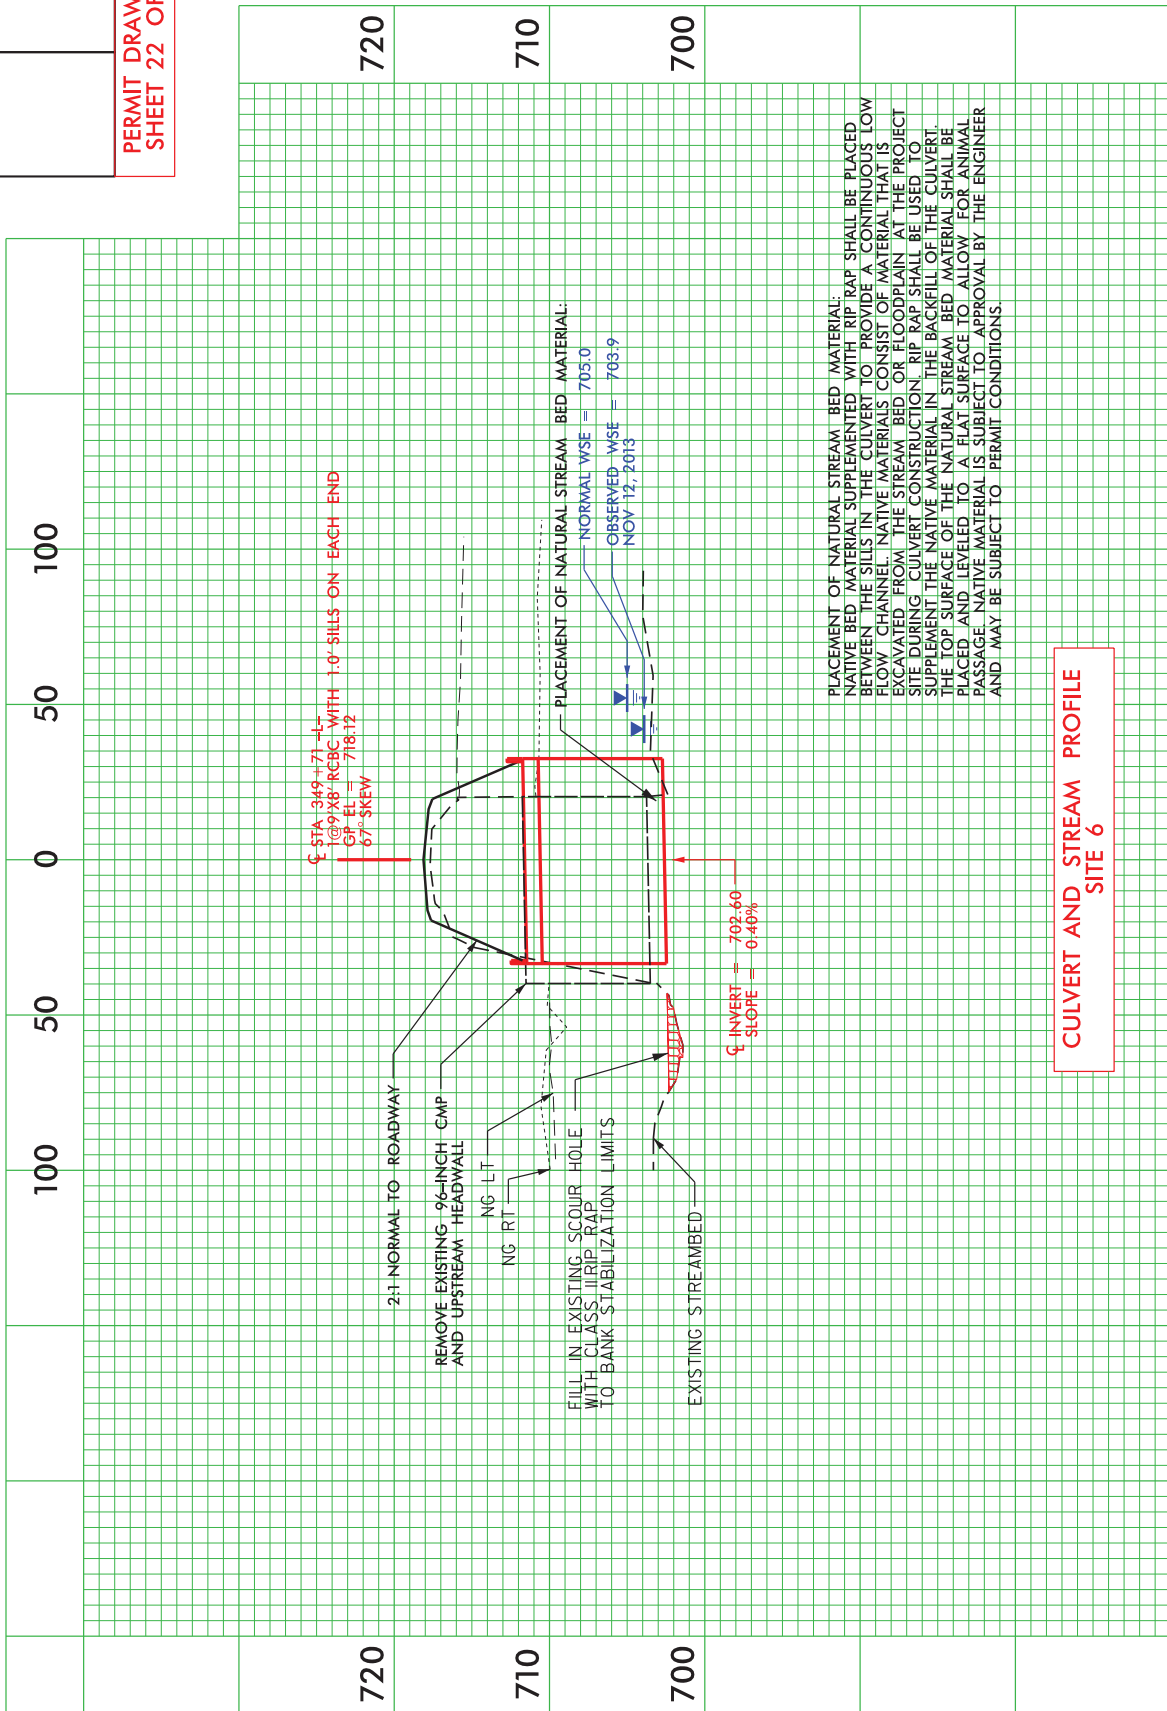 PERMIT DRAW
SHEET 22 OF
720
710
700
100
50
0
50
100
720
710
700
℄ STA 349+71 -L-
1@9'X8' RCBC WITH 1.0' SILLS ON EACH END
GP EL = 718.12
67° SKEW
2:1 NORMAL TO ROADWAY
REMOVE EXISTING 96-INCH CMP
AND UPSTREAM HEADWALL
NG LT
NG RT
FILL IN EXISTING SCOUR HOLE
WITH CLASS II RIP RAP
TO BANK STABILIZATION LIMITS
EXISTING STREAMBED
PLACEMENT OF NATURAL STREAM BED MATERIAL:
NORMAL WSE = 705.0
OBSERVED WSE = 703.9
NOV 12, 2013
℄ INVERT = 702.60
SLOPE = 0.40%
PLACEMENT OF NATURAL STREAM BED MATERIAL:
NATIVE BED MATERIAL SUPPLEMENTED WITH RIP RAP SHALL BE PLACED
BETWEEN THE SILLS IN THE CULVERT TO PROVIDE A CONTINUOUS LOW
FLOW CHANNEL. NATIVE MATERIALS CONSIST OF MATERIAL THAT IS
EXCAVATED FROM THE STREAM BED OR FLOODPLAIN AT THE PROJECT
SITE DURING CULVERT CONSTRUCTION. RIP RAP SHALL BE USED TO
SUPPLEMENT THE NATIVE MATERIAL IN THE BACKFILL OF THE CULVERT.
THE TOP SURFACE OF THE NATURAL STREAM BED MATERIAL SHALL BE
PLACED AND LEVELED TO A FLAT SURFACE TO ALLOW FOR ANIMAL
PASSAGE. NATIVE MATERIAL IS SUBJECT TO APPROVAL BY THE ENGINEER
AND MAY BE SUBJECT TO PERMIT CONDITIONS.
CULVERT AND STREAM PROFILE
SITE 6